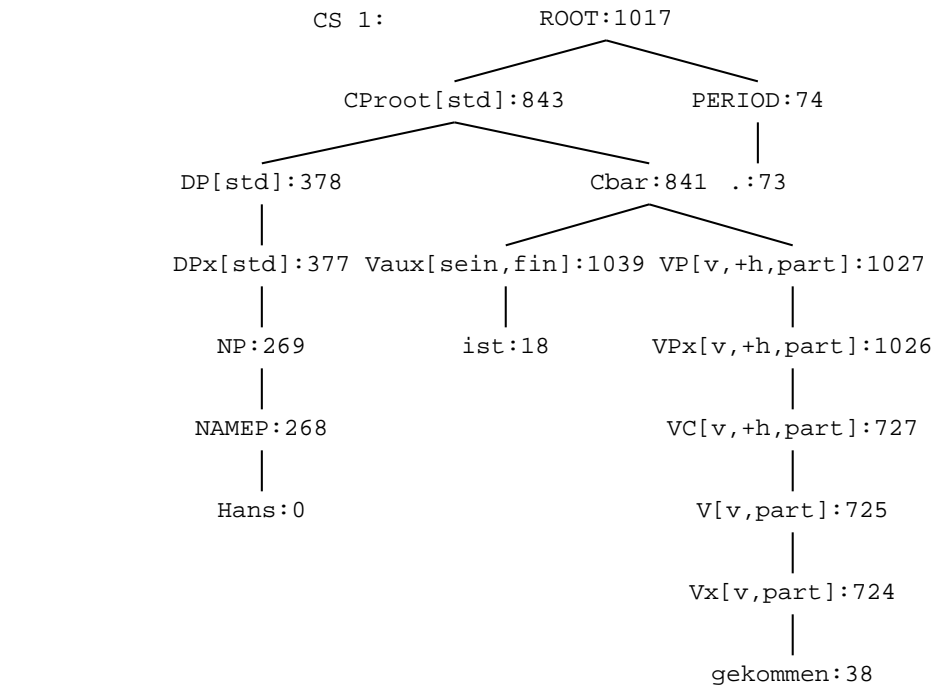 CS 1: ROOT:1017
CProot[std]:843 PERIOD:74
DP[std]:378 Cbar:841 .:73
DPx[std]:377 Vaux[sein,fin]:1039 VP[v,+h,part]:1027
NP:269 ist:18 VPx[v,+h,part]:1026
NAMEP:268 VC[v,+h,part]:727
Hans:0 V[v,part]:725
Vx[v,part]:724
gekommen:38